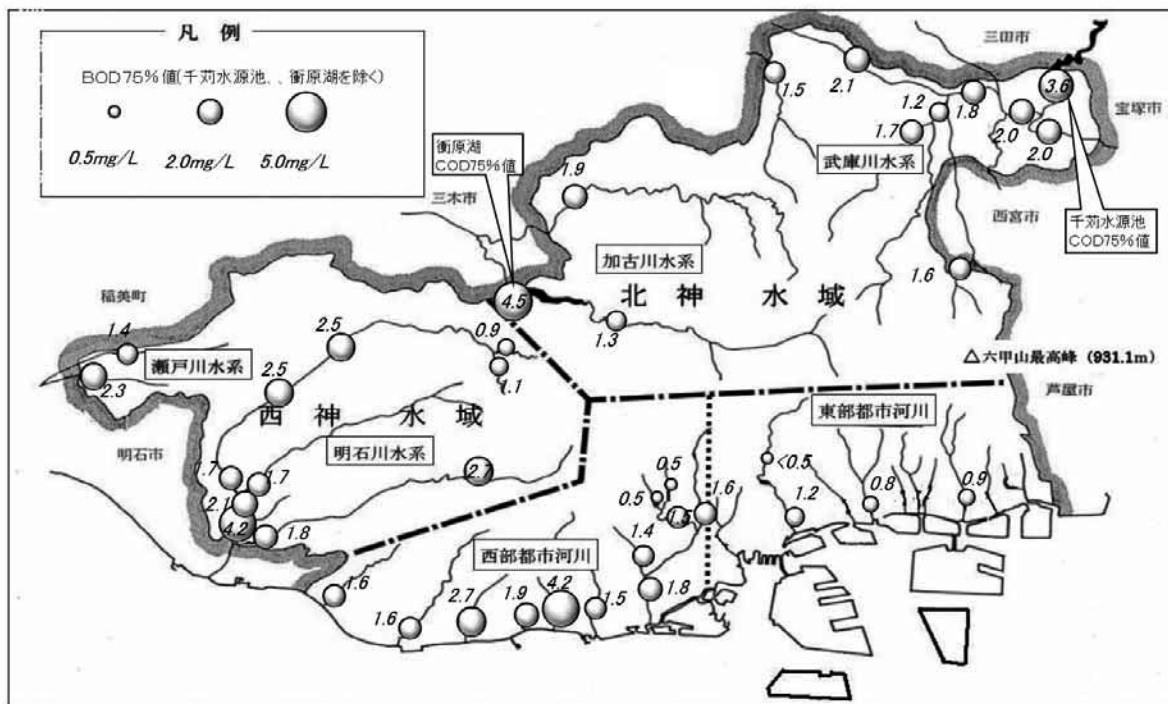 凡 例
BOD75%値(千苅水源池、、衝原湖を除く)
0.5mg/L 2.0mg/L 5.0mg/L
三田市
宝塚市
3.6
2.1
1.5
1.2
1.8
1.7
2.0
2.0
武庫川水系
衝原湖
COD75%値
三木市
1.9
西宮市
千苅水源池
COD75%値
加古川水系
1.6
北 神 水 域
稲美町
4.5
1.3
1.4
2.5
0.9
1.1
瀬戸川水系
△六甲山最高峰 (931.1m)
2.3
2.5
芦屋市
西 神 水 域
東部都市河川
明石市
明石川水系
1.7
1.7
2.7
0.5
<0.5
0.5
1.6
0.8
0.9
2.1
1.5
1.2
4.2
1.8
1.4
西部都市河川
1.6
4.2
1.8
2.7
1.9
1.5
1.6